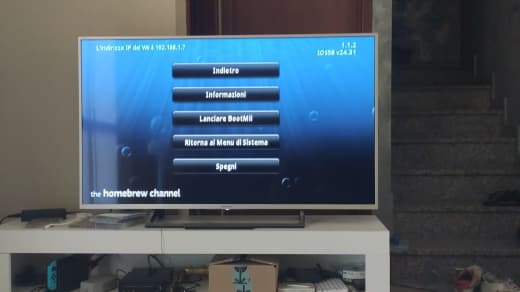 L'indirizzo IP del Wii è 192.168.1.7
1.1.2
IOS58 v24.31
Indietro
Informazioni
Lanciare BootMii
Ritorna al Menu di Sistema
Spegni
the homebrew channel